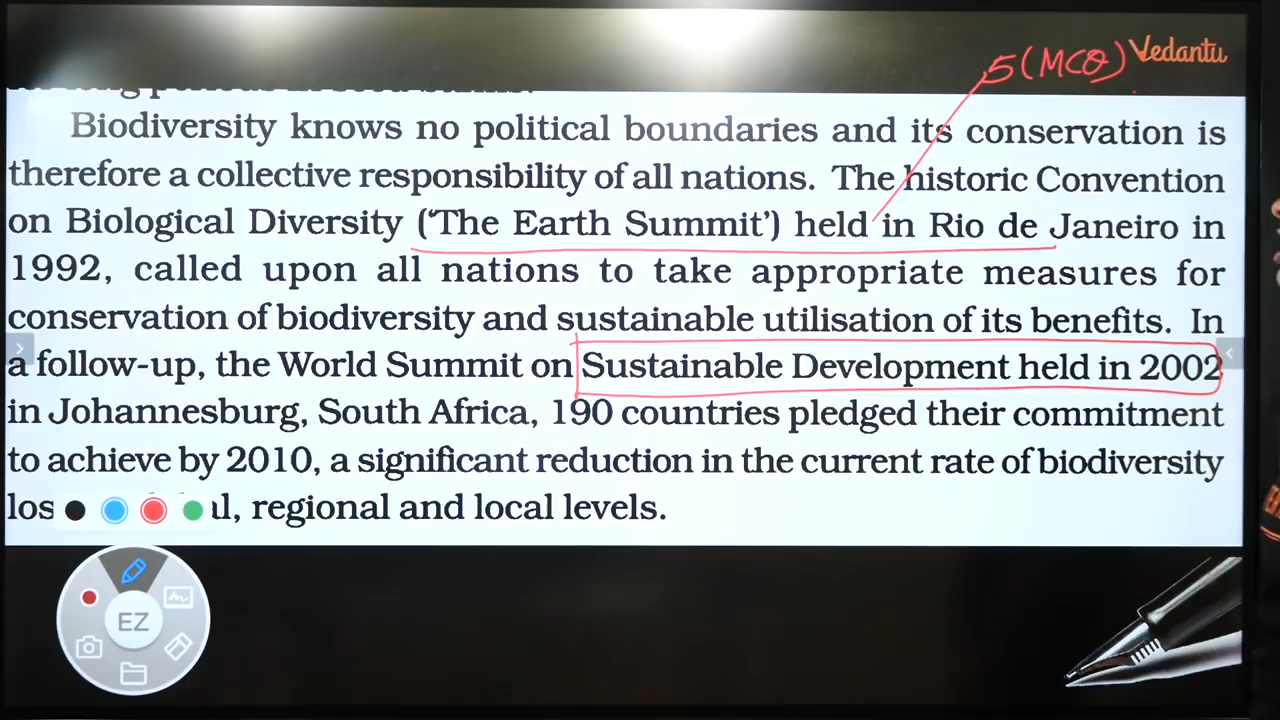 5 (MCQ) Vedantu
Biodiversity knows no political boundaries and its conservation is
therefore a collective responsibility of all nations. The historic Convention
on Biological Diversity (‘The Earth Summit’) held in Rio de Janeiro in
1992, called upon all nations to take appropriate measures for
conservation of biodiversity and sustainable utilisation of its benefits. In
a follow-up, the World Summit on Sustainable Development held in 2002
in Johannesburg, South Africa, 190 countries pledged their commitment
to achieve by 2010, a significant reduction in the current rate of biodiversity
regional and local levels.
EZ